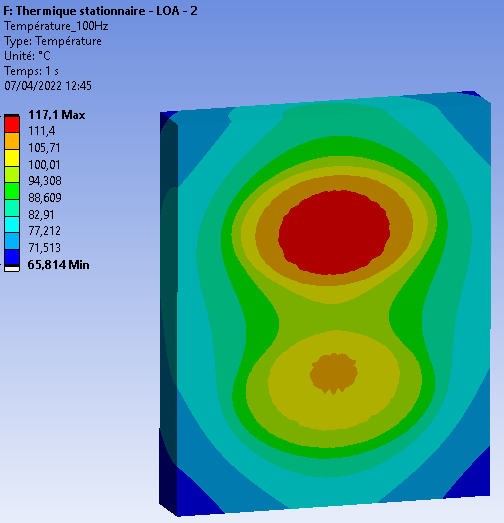 F: Thermique stationnaire - LOA - 2
Température_100Hz
Type: Température
Unité: °C
Temps: 1 s
07/04/2022 12:45
117,1 Max
111,4
105,71
100,01
94,308
88,609
82,91
77,212
71,513
65,814 Min